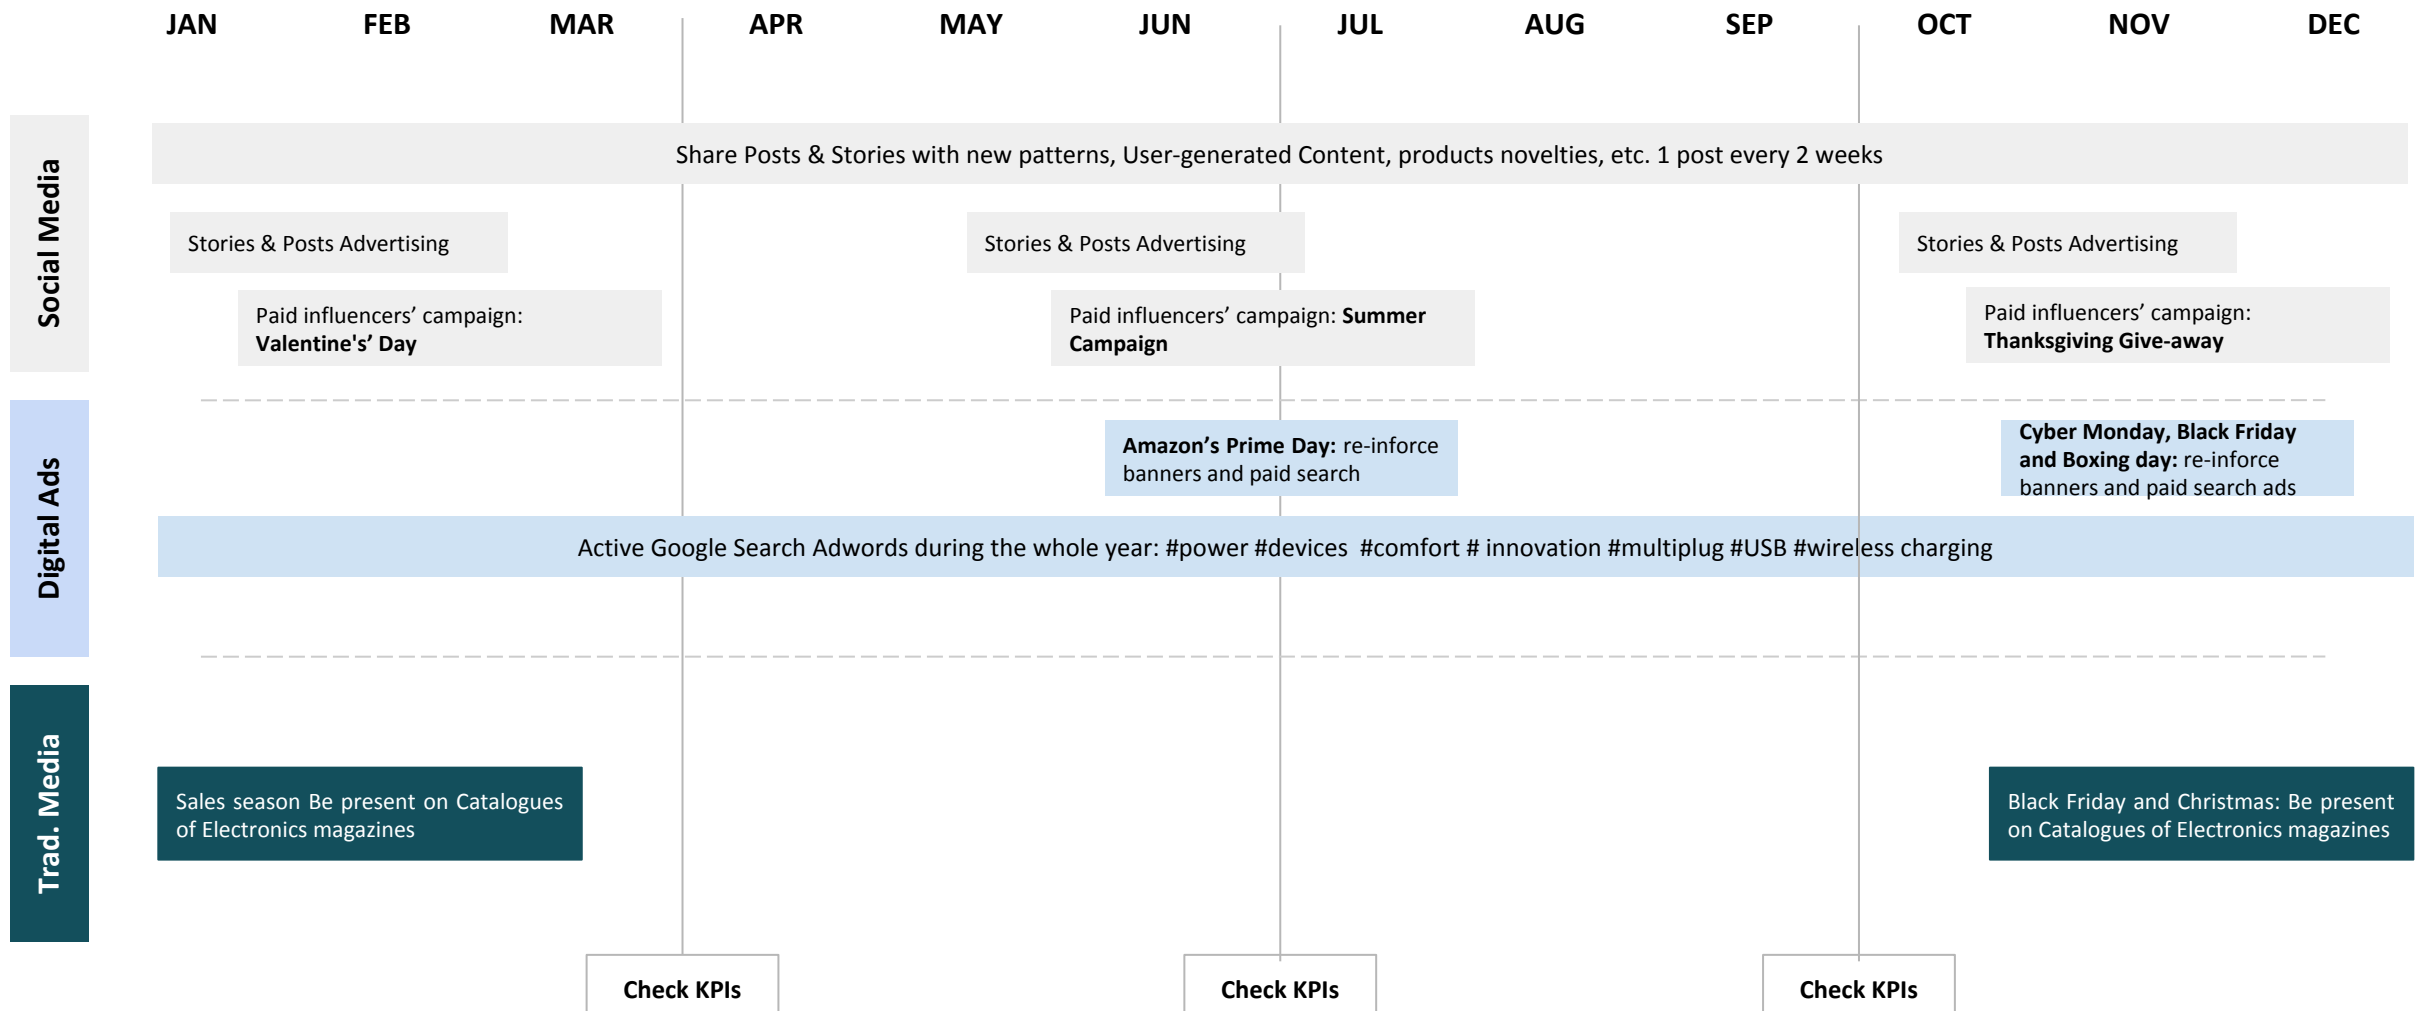 JAN FEB MAR APR MAY JUN JUL AUG SEP OCT NOV DEC
Social Media
Share Posts & Stories with new patterns, User-generated Content, products novelties, etc. 1 post every 2 weeks
Stories & Posts Advertising
Stories & Posts Advertising
Stories & Posts Advertising
Paid influencers’ campaign:
Valentine's’ Day
Paid influencers’ campaign: Summer
Campaign
Paid influencers’ campaign:
Thanksgiving Give-away
Digital Ads
Amazon’s Prime Day: re-inforce
banners and paid search
Cyber Monday, Black Friday
and Boxing day: re-inforce
banners and paid search ads
Active Google Search Adwords during the whole year: #power #devices  #comfort # innovation #multiplug #USB #wireless charging
Trad. Media
Sales season Be present on Catalogues
of Electronics magazines
Black Friday and Christmas: Be present
on Catalogues of Electronics magazines
Check KPIs
Check KPIs
Check KPIs